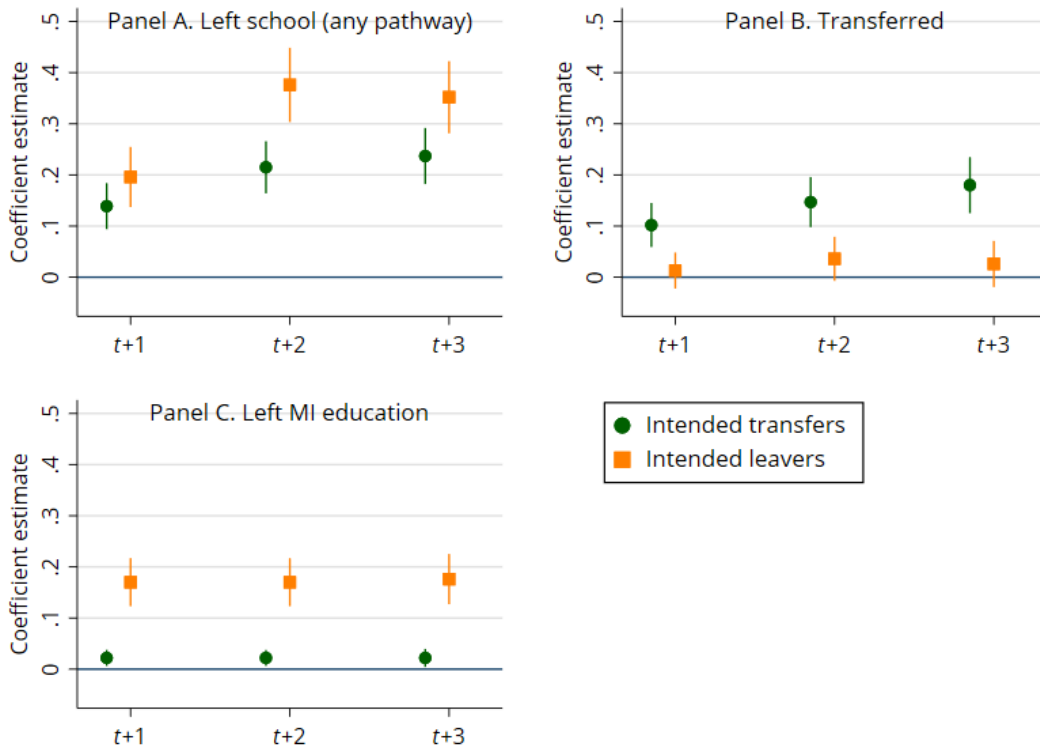 Panel A. Left school (any pathway)
Coefficient estimate
.5
.4
.3
.2
.1
0
t+1
t+2
t+3
Panel B. Transferred
Coefficient estimate
.5
.4
.3
.2
.1
0
t+1
t+2
t+3
Panel C. Left MI education
Coefficient estimate
.5
.4
.3
.2
.1
0
t+1
t+2
t+3
Intended transfers
Intended leavers